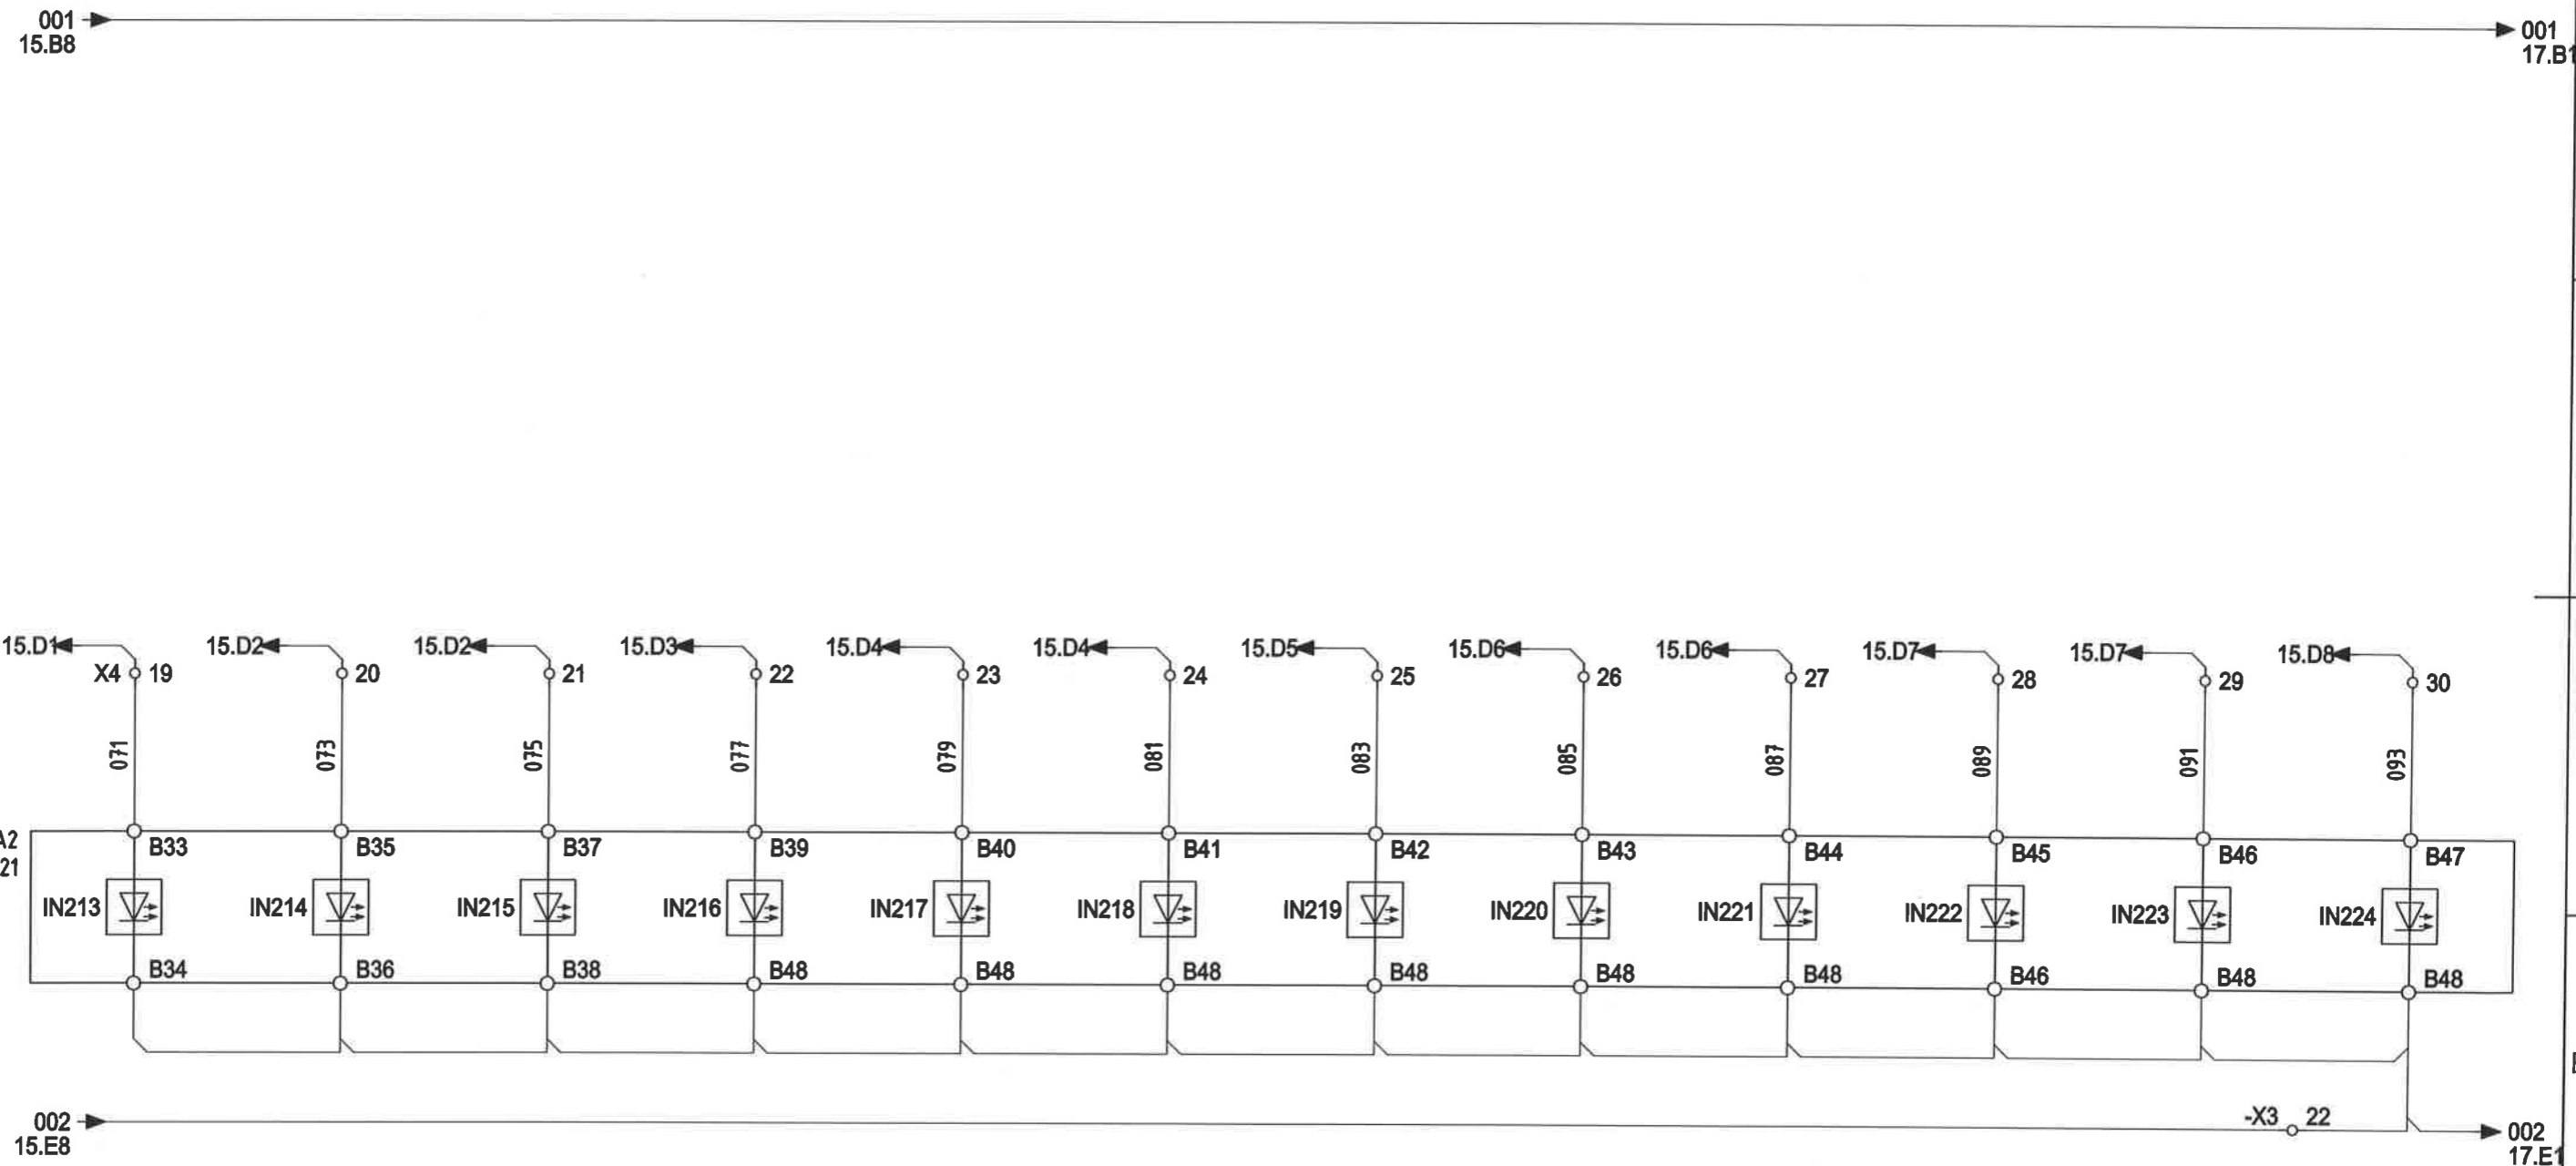 001
15.B8
001
17.B1
15.D1 15.D2 15.D2 15.D3 15.D4 15.D4 15.D5 15.D6 15.D6 15.D7 15.D7 15.D8
X4 19 20 21 22 23 24 25 26 27 28 29 30
071 073 075 077 079 081 083 085 087 089 091 093
A2
21
B33 B35 B37 B39 B40 B41 B42 B43 B44 B45 B46 B47
IN213 IN214 IN215 IN216 IN217 IN218 IN219 IN220 IN221 IN222 IN223 IN224
B34 B36 B38 B48 B48 B48 B48 B48 B48 B46 B48 B48
002
15.E8
-X3 22
002
17.E1